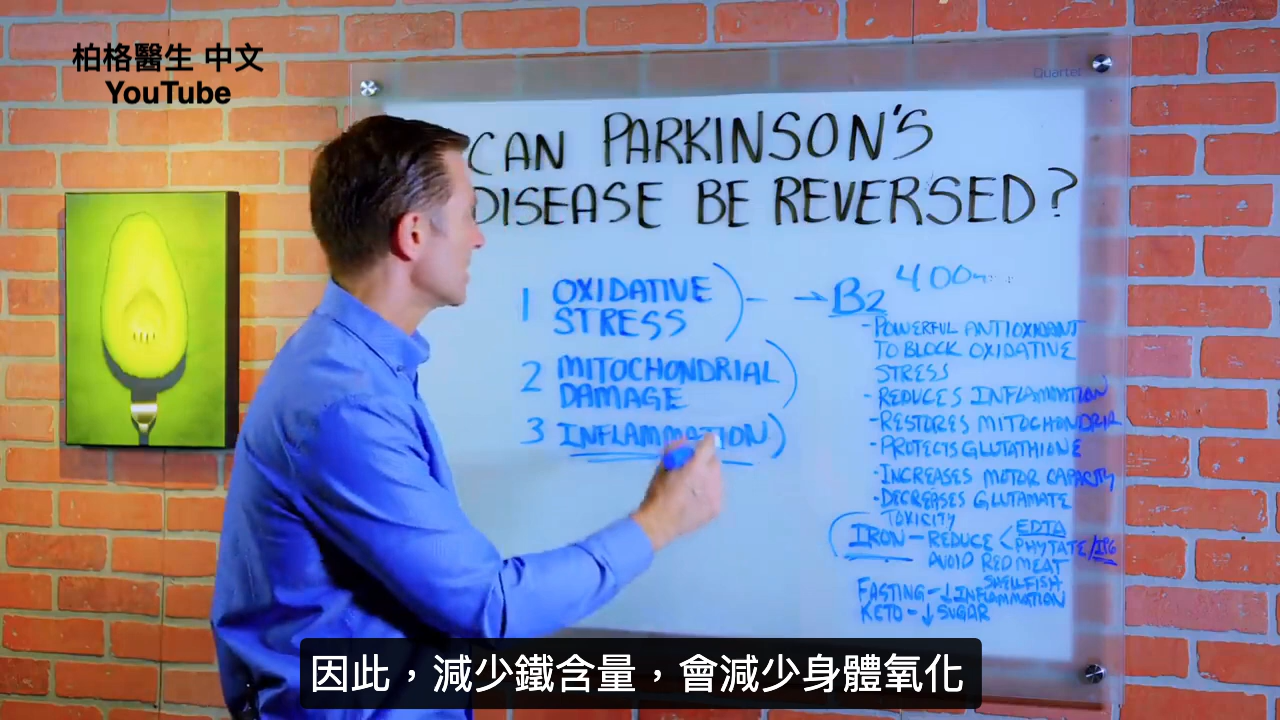 柏格醫生 中文
YouTube
Quartet
CAN PARKINSON'S
DISEASE BE REVERSED?
1 OXIDATIVE
STRESS
2 MITOCHONDRIAL
DAMAGE
3 INFLAMMATION
→ B2 400
- POWERFUL ANTIOXIDANT
TO BLOCK OXIDATIVE
STRESS
- REDUCES INFLAMMATION
- RESTORES MITOCHONDRIA
- PROTECTS GLUTATHIONE
- INCREASES MOTOR CAPACITY
- DECREASES GLUTAMATE
TOXICITY
IRON - REDUCE < EDTA
PHYTATE/IP6
AVOID RED MEAT
SHELLFISH
FASTING - ↓ INFLAMMATION
KETO - ↓ SUGAR
因此，減少鐵含量，會減少身體氧化